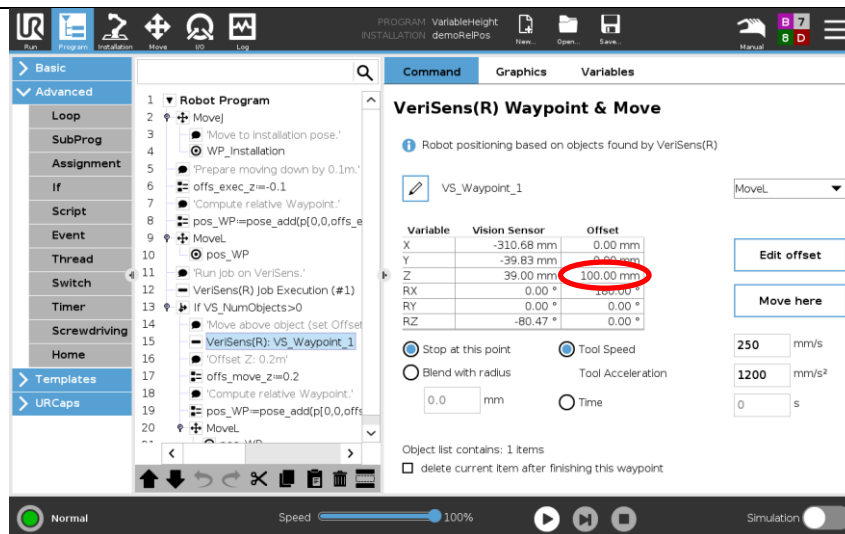 PROGRAM VariableHeight
INSTALLATION demoRelPos
Run Program Installation Move I/O Log New... Open... Save... Manual
B 7
8 D
Basic
Advanced
Loop
SubProg
Assignment
If
Script
Event
Thread
Switch
Timer
Screwdriving
Home
Templates
URCaps
1 Robot Program
2 MoveJ
3 'Move to installation pose.'
4 WP_Installation
5 'Prepare moving down by 0.1m.'
6 offs_exec_z≔-0.1
7 'Compute relative Waypoint.'
8 pos_WP≔pose_add(p[0,0,offs_e
9 MoveL
10 pos_WP
11 'Run job on VeriSens.'
12 VeriSens(R) Job Execution (#1)
13 If VS_NumObjects>0
14 'Move above object (set Offset
15 VeriSens(R): VS_Waypoint_1
16 'Offset Z: 0.2m'
17 offs_move_z≔0.2
18 'Compute relative Waypoint.'
19 pos_WP≔pose_add(p[0,0,offs
20 MoveL
Command Graphics Variables
VeriSens(R) Waypoint & Move
Robot positioning based on objects found by VeriSens(R)
VS_Waypoint_1 MoveL
Variable Vision Sensor Offset
X -310.68 mm 0.00 mm
Y -39.83 mm 0.00 mm
Z 39.00 mm 100.00 mm
RX 0.00 ° 180.00 °
RY 0.00 ° 0.00 °
RZ -80.47 ° 0.00 °
Edit offset
Move here
Stop at this point Tool Speed 250 mm/s
Blend with radius Tool Acceleration 1200 mm/s²
0.0 mm Time 0 s
Object list contains: 1 items
delete current item after finishing this waypoint
Normal Speed 100% Simulation